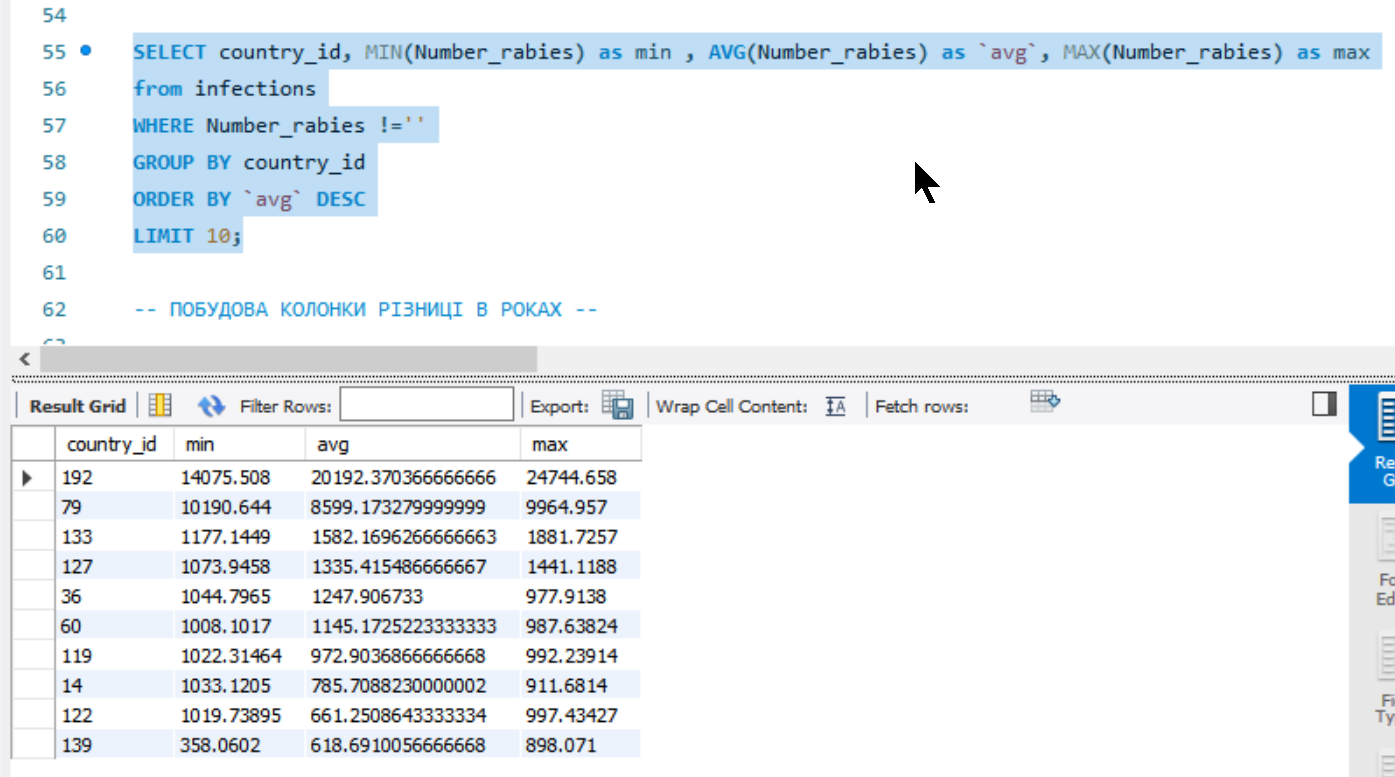 54
55 SELECT country_id, MIN(Number_rabies) as min , AVG(Number_rabies) as `avg`, MAX(Number_rabies) as max
56 from infections
57 WHERE Number_rabies !=''
58 GROUP BY country_id
59 ORDER BY `avg` DESC
60 LIMIT 10;
61
62 -- ПОБУДОВА КОЛОНКИ РІЗНИЦІ В РОКАХ --
Result Grid Filter Rows: Export: Wrap Cell Content: Fetch rows:
country_id min avg max
192 14075.508 20192.370366666666 24744.658
79 10190.644 8599.173279999999 9964.957
133 1177.1449 1582.1696266666663 1881.7257
127 1073.9458 1335.415486666667 1441.1188
36 1044.7965 1247.906733 977.9138
60 1008.1017 1145.1725223333333 987.63824
119 1022.31464 972.9036866666668 992.23914
14 1033.1205 785.7088230000002 911.6814
122 1019.73895 661.2508643333334 997.43427
139 358.0602 618.6910056666668 898.071